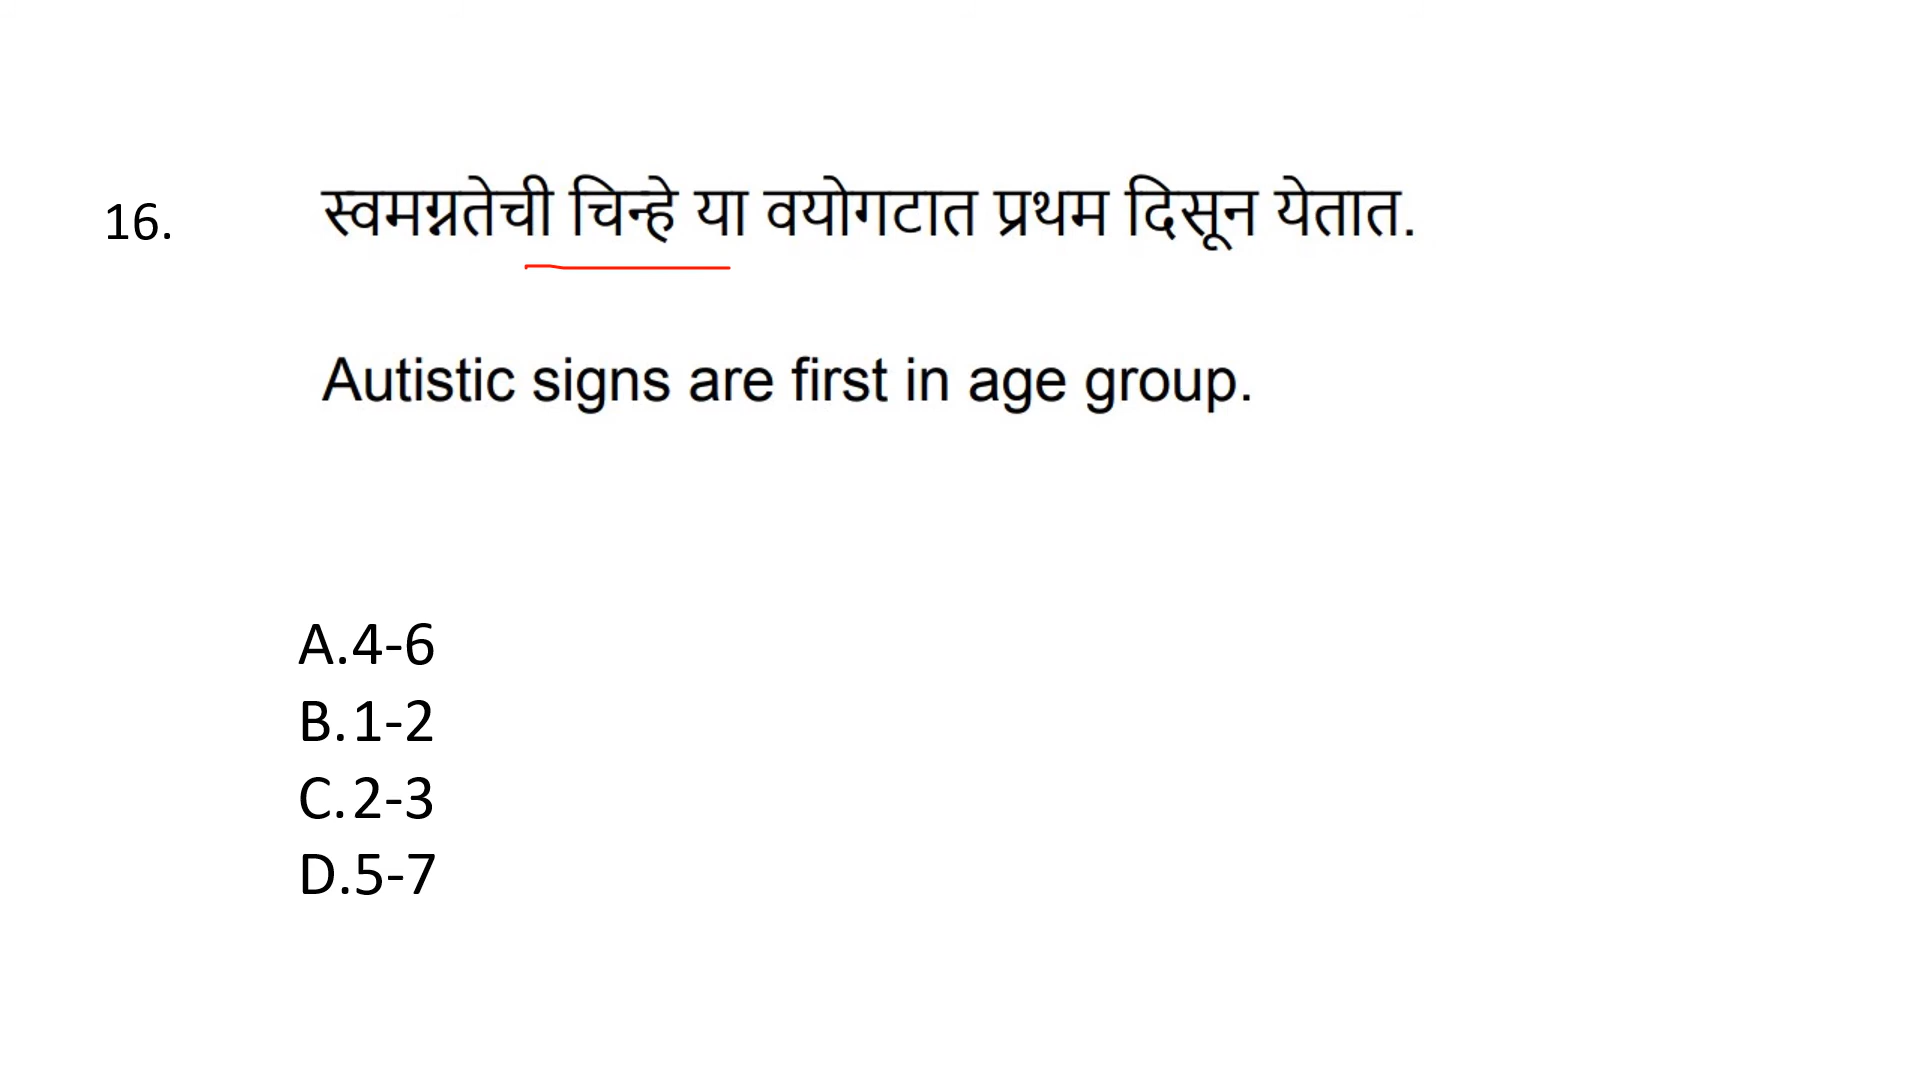 16. स्वमग्नतेची चिन्हे या वयोगटात प्रथम दिसून येतात.
Autistic signs are first in age group.
A.4-6
B.1-2
C.2-3
D.5-7